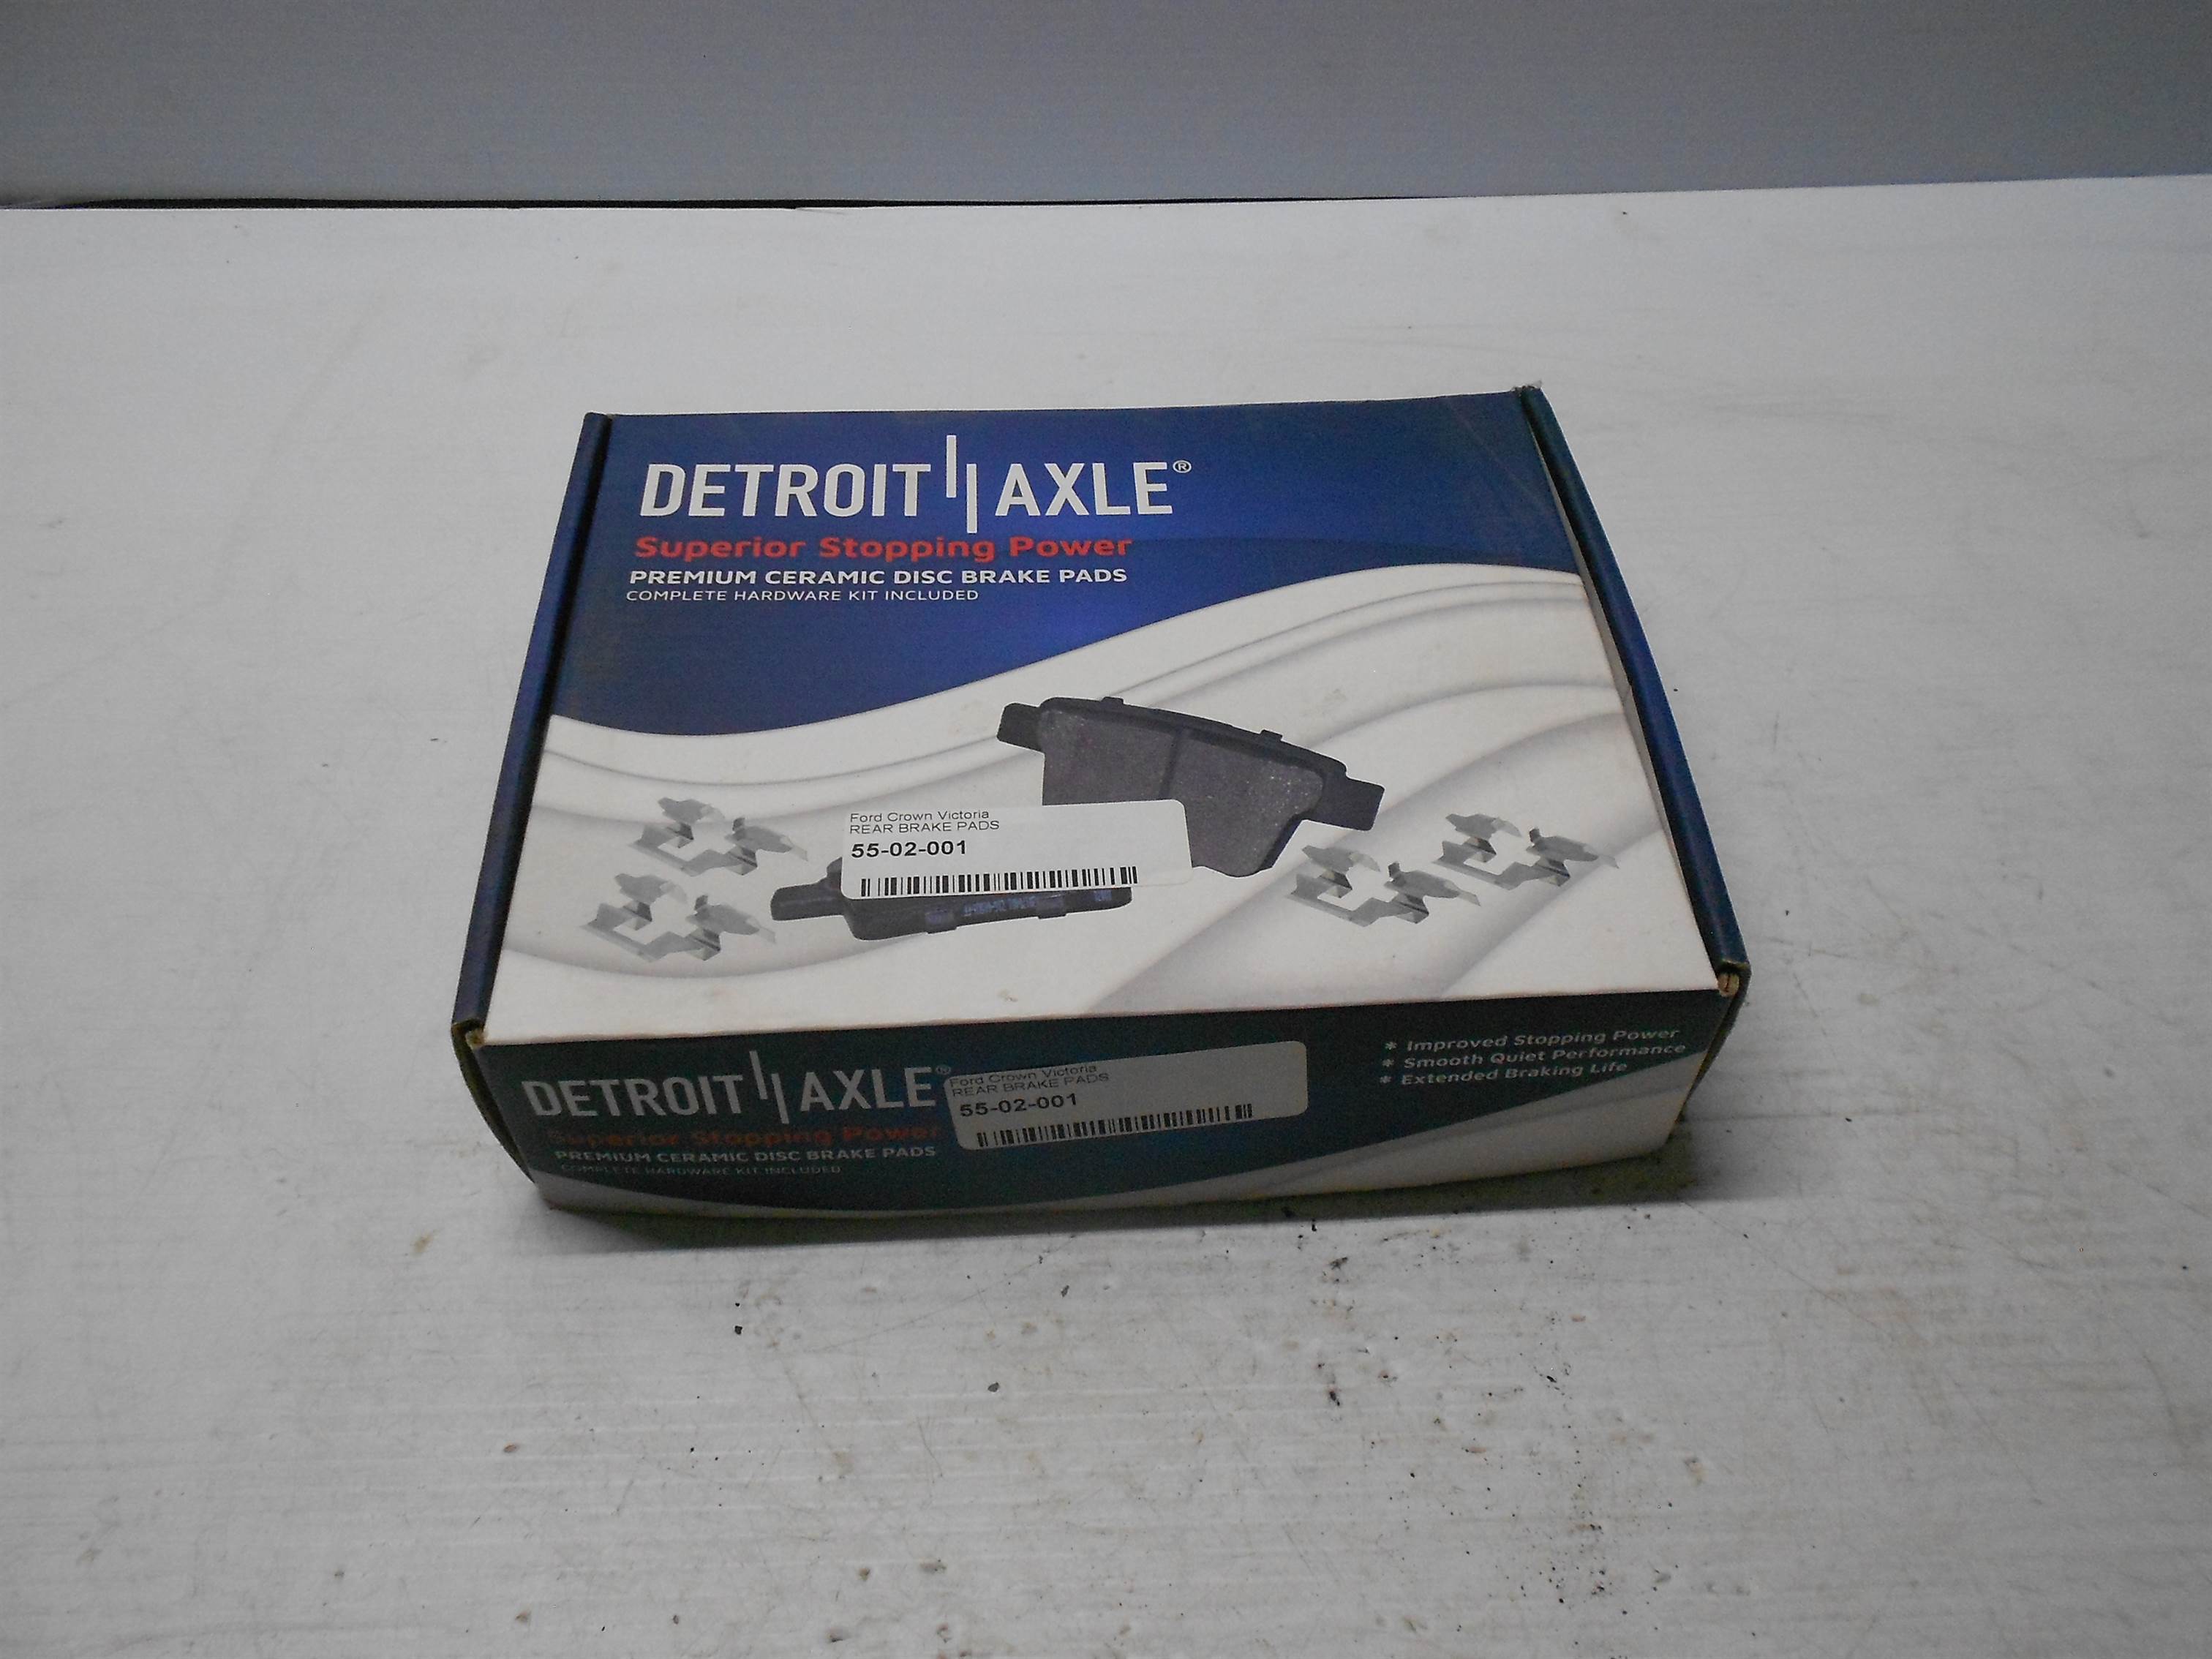 DETROIT AXLE®
Superior Stopping Power
PREMIUM CERAMIC DISC BRAKE PADS
COMPLETE HARDWARE KIT INCLUDED
Ford Crown Victoria
REAR BRAKE PADS
55-02-001
DETROIT AXLE®
Superior Stopping Power
PREMIUM CERAMIC DISC BRAKE PADS
COMPLETE HARDWARE KIT INCLUDED
Ford Crown Victoria
REAR BRAKE PADS
55-02-001
* Improved Stopping Power
* Smooth Quiet Performance
* Extended Braking Life